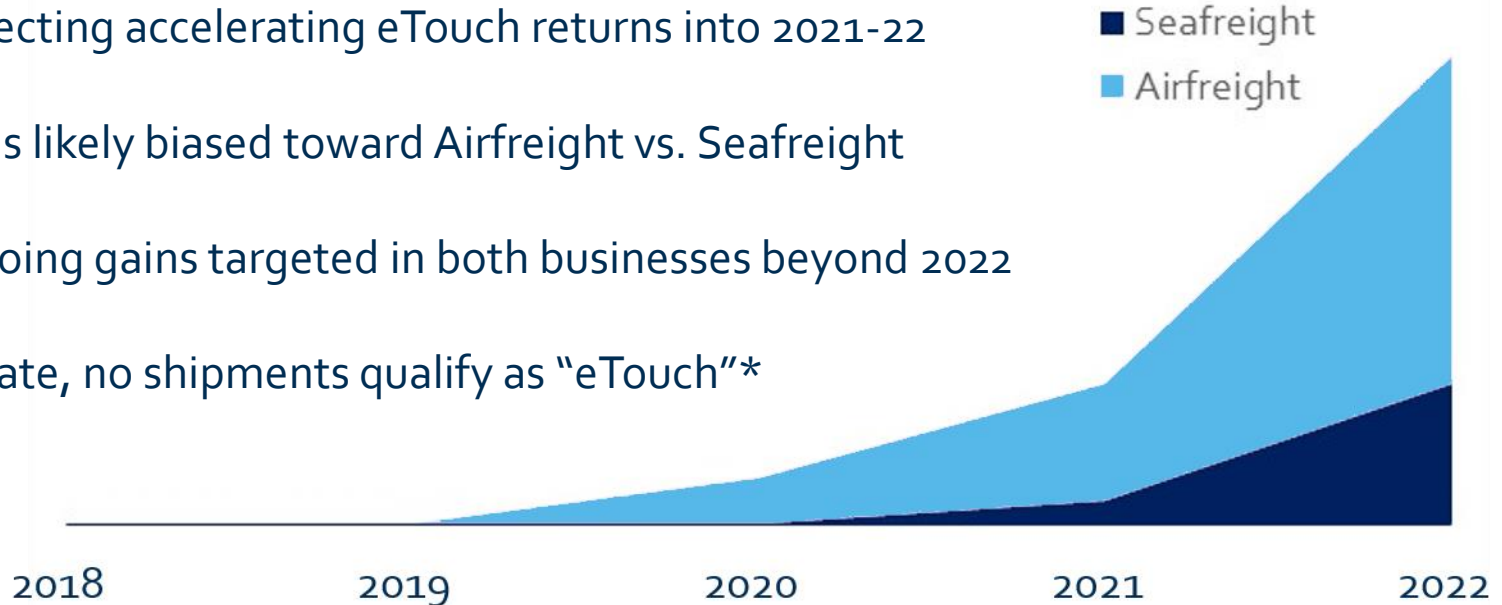 ecting accelerating eTouch returns into 2021-22
s likely biased toward Airfreight vs. Seafreight
oing gains targeted in both businesses beyond 2022
ate, no shipments qualify as “eTouch”*
Seafreight
Airfreight
2018 2019 2020 2021 2022